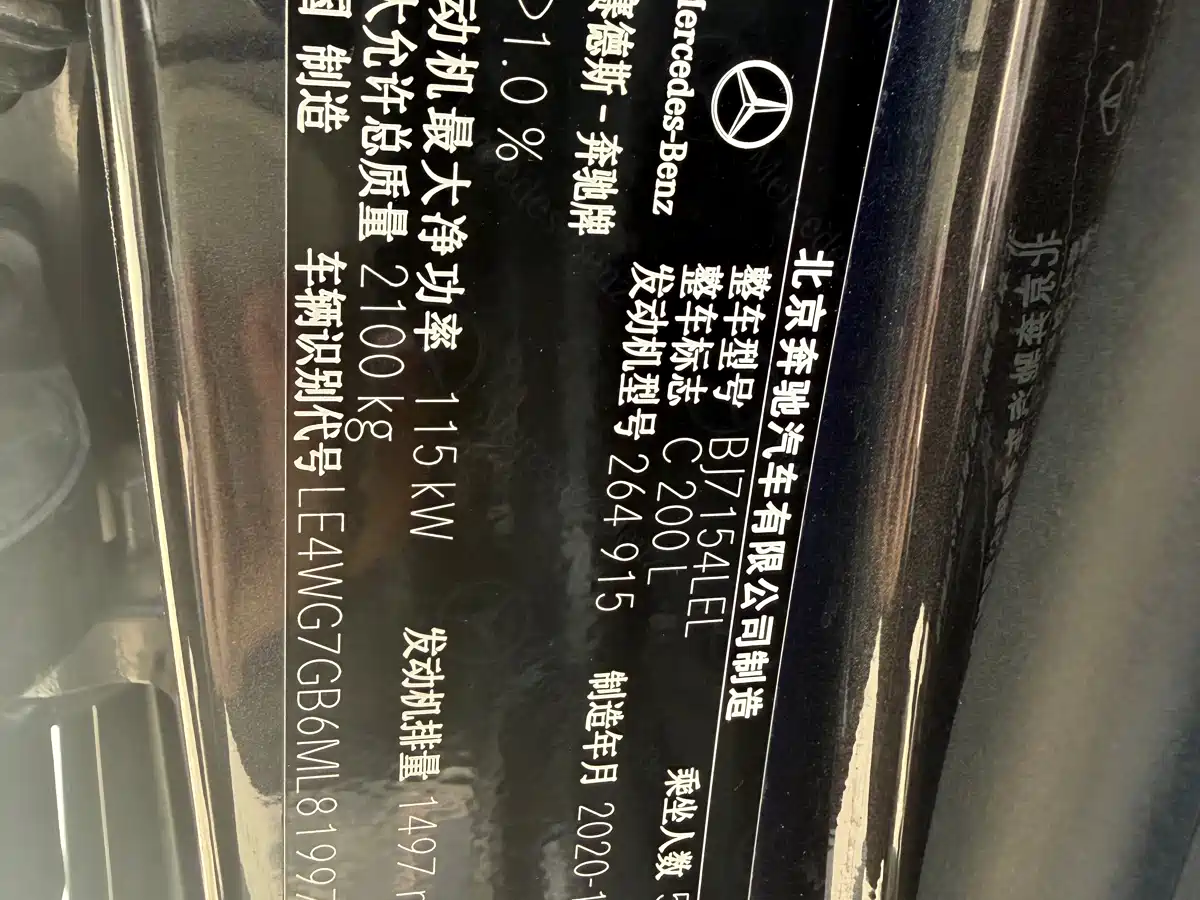 北京奔驰汽车有限公司制造
Mercedes-Benz
整车型号 BJ7154LEL
整车标志 C 200 L
乘坐人数
赛德斯-奔驰牌
发动机型号 264 915
制造年月 2020-1
>1.0 %
动机最大净功率 115 kW
发动机排量 1497
大允许总质量 2100 kg
国 制造
车辆识别代号 LE4WG7GB6ML81997